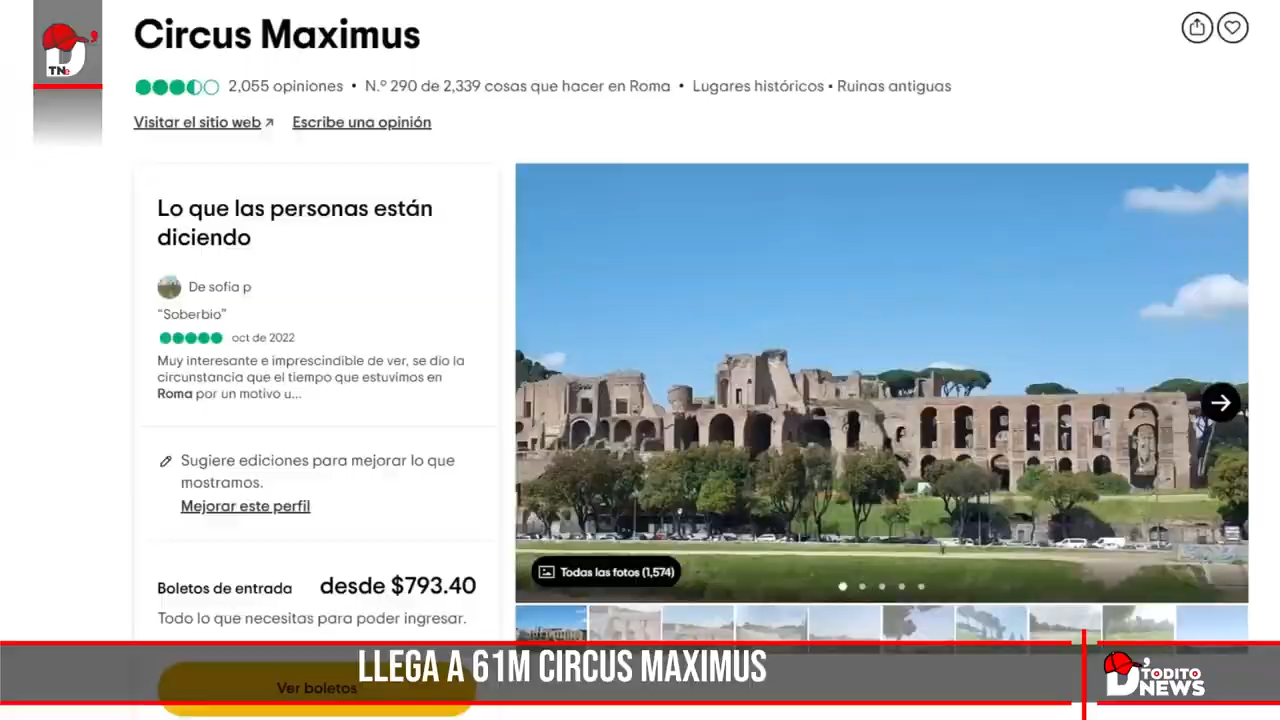 Circus Maximus
2,055 opiniones • N.º 290 de 2,339 cosas que hacer en Roma • Lugares históricos • Ruinas antiguas
Visitar el sitio web
Escribe una opinión
Lo que las personas están
diciendo
De sofia p
“Soberbio”
oct de 2022
Muy interesante e imprescindible de ver, se dio la
circunstancia que el tiempo que estuvimos en
Roma por un motivo u...
Sugiere ediciones para mejorar lo que
mostramos.
Mejorar este perfil
Boletos de entrada desde $793.40
Todo lo que necesitas para poder ingresar.
Ver boletos
Todas las fotos (1,574)
LLEGA A 61M CIRCUS MAXIMUS
D'TODITO
NEWS
D'
TNs